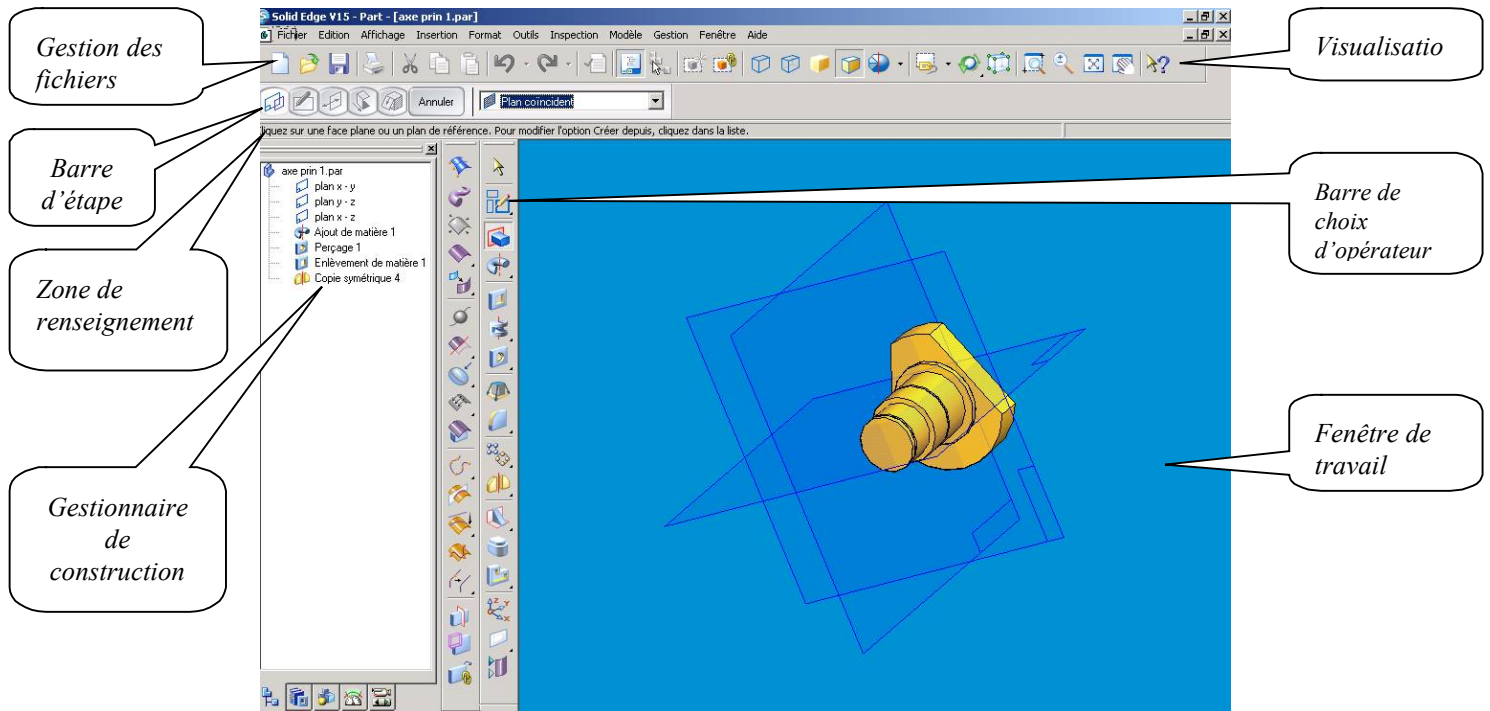 Solid Edge V15 - Part - [axe prin 1.par]
Fichier Edition Affichage Insertion Format Outils Inspection Modèle Gestion Fenêtre Aide
Annuler
Plan coïncident
liquez sur une face plane ou un plan de référence. Pour modifier l'option Créer depuis, cliquez dans la liste.
axe prin 1.par
plan x - y
plan y - z
plan x - z
Ajout de matière 1
Perçage 1
Enlèvement de matière 1
Copie symétrique 4
Gestion des
fichiers
Barre
d'étape
Zone de
renseignement
Gestionnaire
de
construction
Visualisatio
Barre de
choix
d'opérateur
Fenêtre de
travail